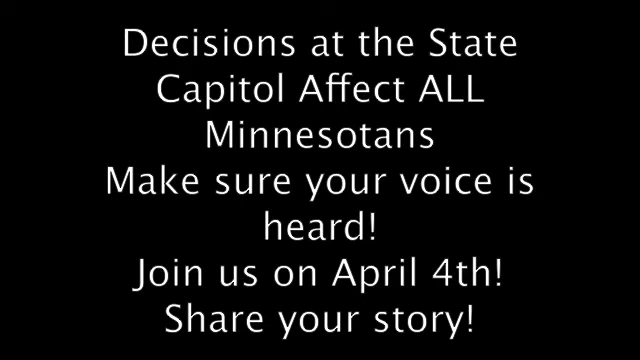 Decisions at the State
Capitol Affect ALL
Minnesotans
Make sure your voice is
heard!
Join us on April 4th!
Share your story!